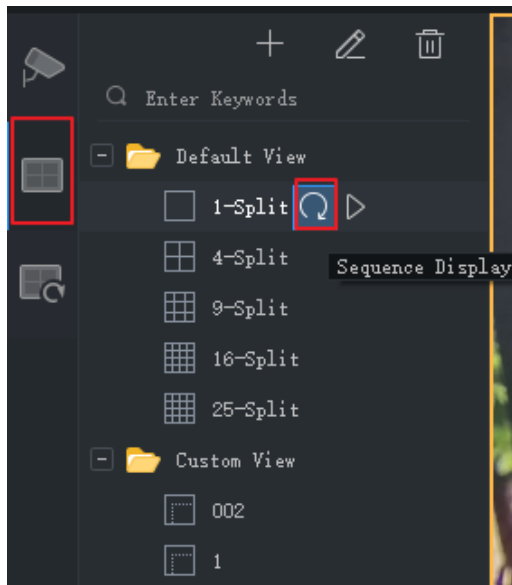 Enter Keywords
Default View
1-Split
4-Split
Sequence Display
9-Split
16-Split
25-Split
Custom View
002
1